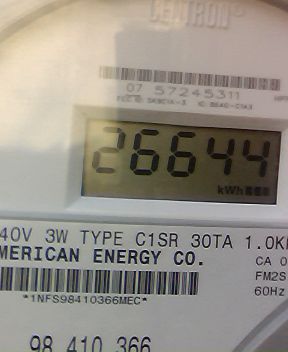 CENTRON®
07 57245311
26644
kWh
40V 3W TYPE C1SR 30TA 1.0K
MERICAN ENERGY CO.
CA 0
FM2S
*1NFS98410366MEC*
60Hz
98 410 366